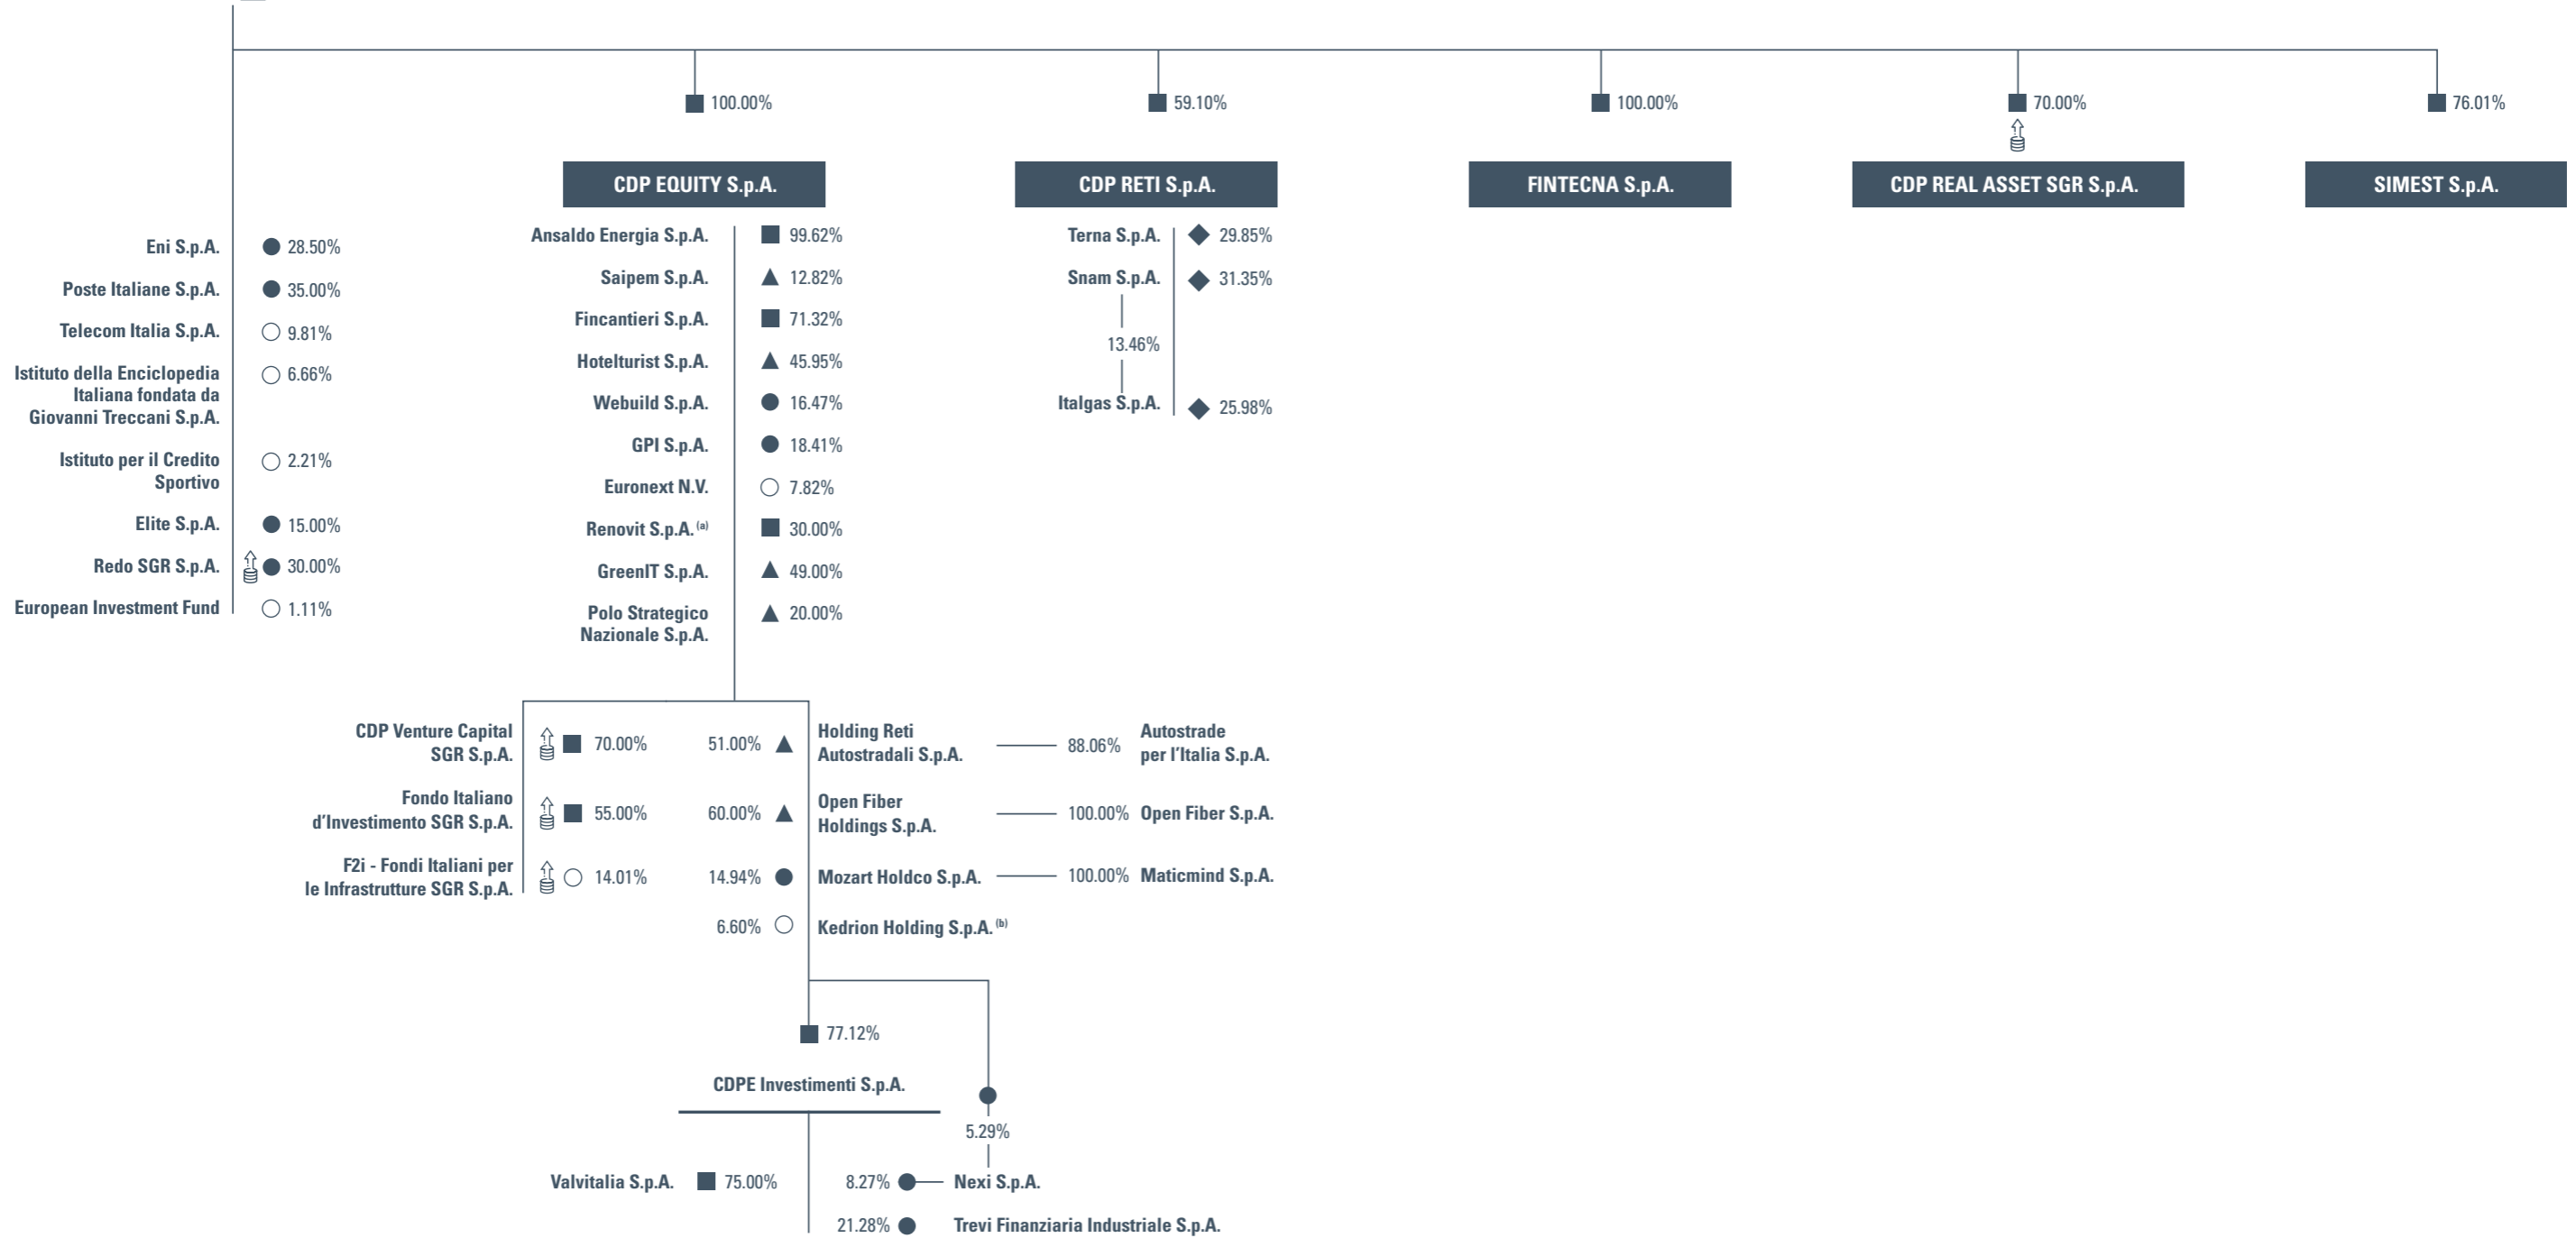 100.00%
59.10%
100.00%
70.00%
76.01%
CDP EQUITY S.p.A.
CDP RETI S.p.A.
FINTECNA S.p.A.
CDP REAL ASSET SGR S.p.A.
SIMEST S.p.A.
Eni S.p.A. 28.50%
Poste Italiane S.p.A. 35.00%
Telecom Italia S.p.A. 9.81%
Istituto della Enciclopedia 6.66%
Italiana fondata da
Giovanni Treccani S.p.A.
Istituto per il Credito 2.21%
Sportivo
Elite S.p.A. 15.00%
Redo SGR S.p.A. 30.00%
European Investment Fund 1.11%
Ansaldo Energia S.p.A. 99.62%
Saipem S.p.A. 12.82%
Fincantieri S.p.A. 71.32%
Hotelturist S.p.A. 45.95%
Webuild S.p.A. 16.47%
GPI S.p.A. 18.41%
Euronext N.V. 7.82%
Renovit S.p.A. (a) 30.00%
GreenIT S.p.A. 49.00%
Polo Strategico 20.00%
Nazionale S.p.A.
Terna S.p.A. 29.85%
Snam S.p.A. 31.35%
13.46%
Italgas S.p.A. 25.98%
CDP Venture Capital
SGR S.p.A. 70.00%
Fondo Italiano
d'Investimento SGR S.p.A. 55.00%
F2i - Fondi Italiani per
le Infrastrutture SGR S.p.A. 14.01%
51.00% Holding Reti
Autostradali S.p.A. 88.06% Autostrade
per l'Italia S.p.A.
60.00% Open Fiber
Holdings S.p.A. 100.00% Open Fiber S.p.A.
14.94% Mozart Holdco S.p.A. 100.00% Maticmind S.p.A.
6.60% Kedrion Holding S.p.A. (b)
77.12%
CDPE Investimenti S.p.A.
5.29%
Valvitalia S.p.A. 75.00%
8.27% Nexi S.p.A.
21.28% Trevi Finanziaria Industriale S.p.A.